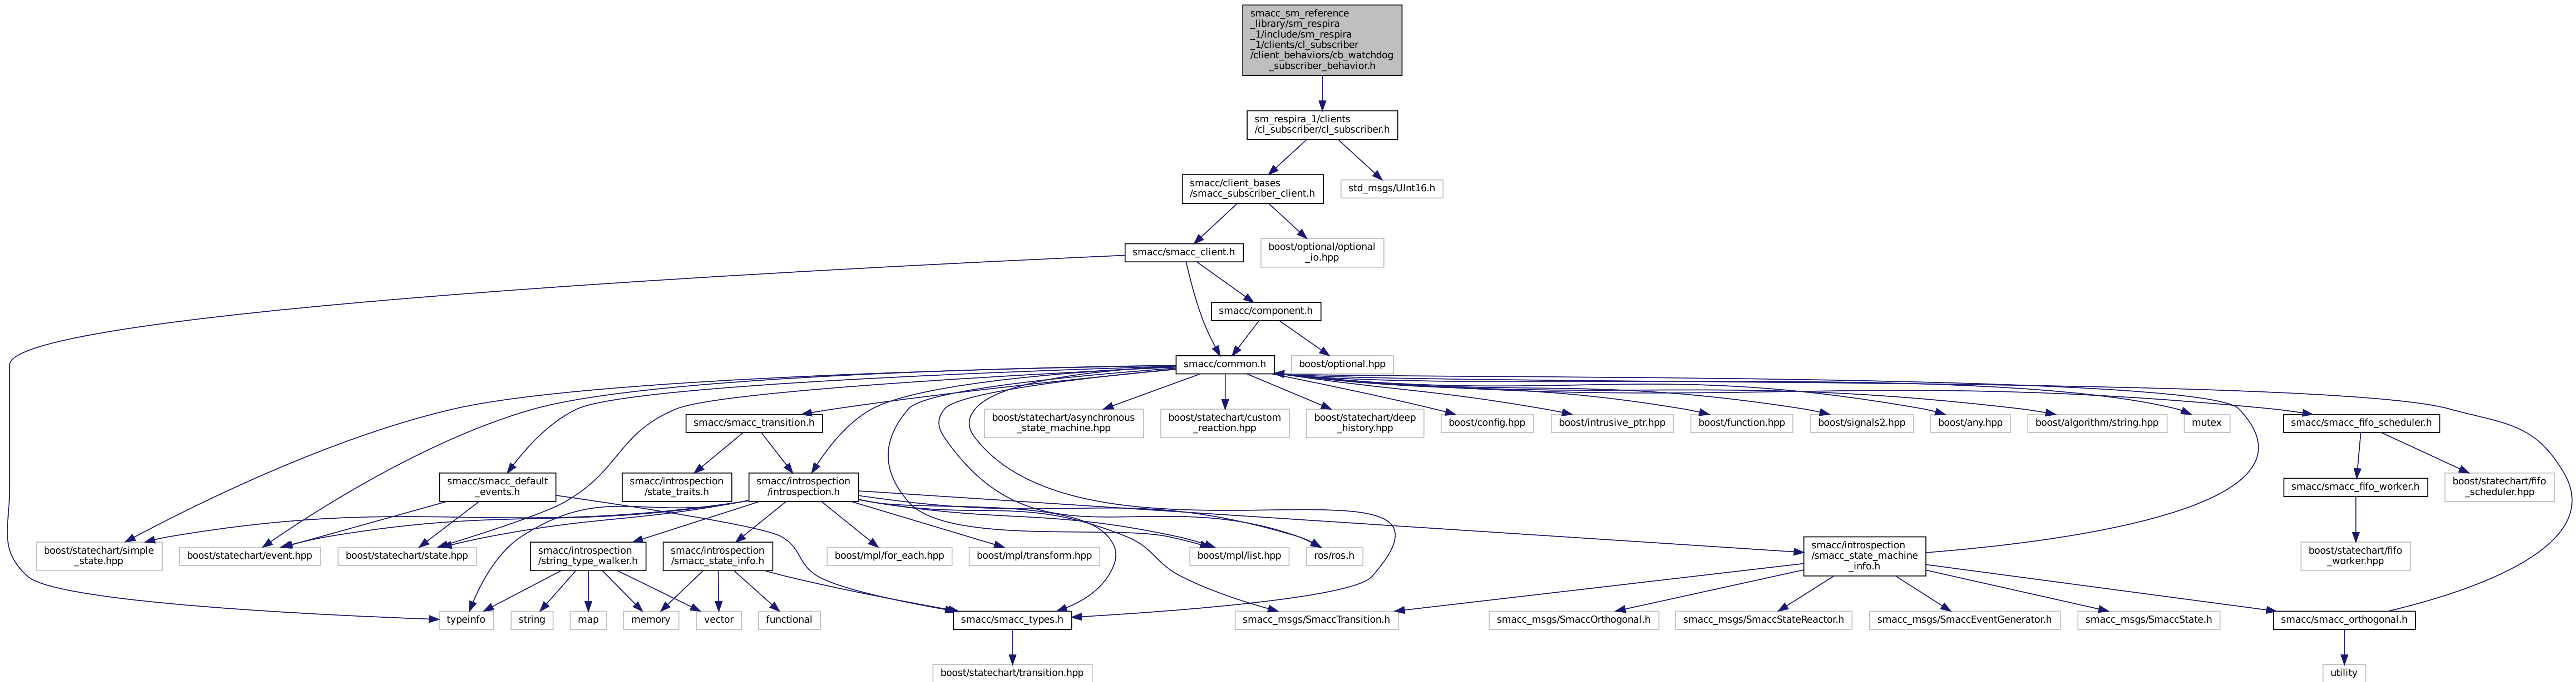 smacc_sm_reference
_library/sm_respira
_1/include/sm_respira
_1/clients/cl_subscriber
/client_behaviors/cb_watchdog
_subscriber_behavior.h
sm_respira_1/clients
/cl_subscriber/cl_subscriber.h
smacc/client_bases
/smacc_subscriber_client.h
std_msgs/UInt16.h
smacc/smacc_client.h
boost/optional/optional
_io.hpp
smacc/component.h
smacc/common.h
boost/optional.hpp
smacc/smacc_transition.h
boost/statechart/asynchronous
_state_machine.hpp
boost/statechart/custom
_reaction.hpp
boost/statechart/deep
_history.hpp
boost/config.hpp
boost/intrusive_ptr.hpp
boost/function.hpp
boost/signals2.hpp
boost/any.hpp
boost/algorithm/string.hpp
mutex
smacc/smacc_fifo_scheduler.h
smacc/smacc_default
_events.h
smacc/introspection
/state_traits.h
smacc/introspection
/introspection.h
smacc/smacc_fifo_worker.h
boost/statechart/fifo
_scheduler.hpp
boost/statechart/simple
_state.hpp
boost/statechart/event.hpp
boost/statechart/state.hpp
smacc/introspection
/string_type_walker.h
smacc/introspection
/smacc_state_info.h
boost/mpl/for_each.hpp
boost/mpl/transform.hpp
boost/mpl/list.hpp
ros/ros.h
smacc/introspection
/smacc_state_machine
_info.h
boost/statechart/fifo
_worker.hpp
typeinfo
string
map
memory
vector
functional
smacc/smacc_types.h
smacc_msgs/SmaccTransition.h
smacc_msgs/SmaccOrthogonal.h
smacc_msgs/SmaccStateReactor.h
smacc_msgs/SmaccEventGenerator.h
smacc_msgs/SmaccState.h
smacc/smacc_orthogonal.h
boost/statechart/transition.hpp
utility